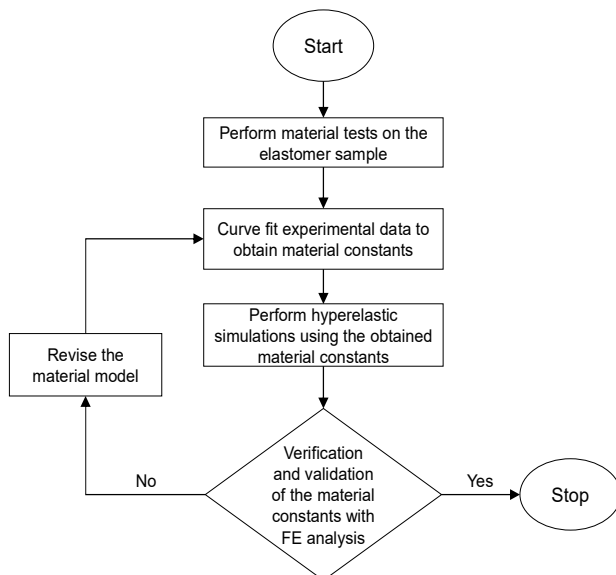 Start
Perform material tests on the
elastomer sample
Curve fit experimental data to
obtain material constants
Perform hyperelastic
simulations using the obtained
material constants
Revise the
material model
Verification
and validation
of the material
constants with
FE analysis
No
Yes
Stop